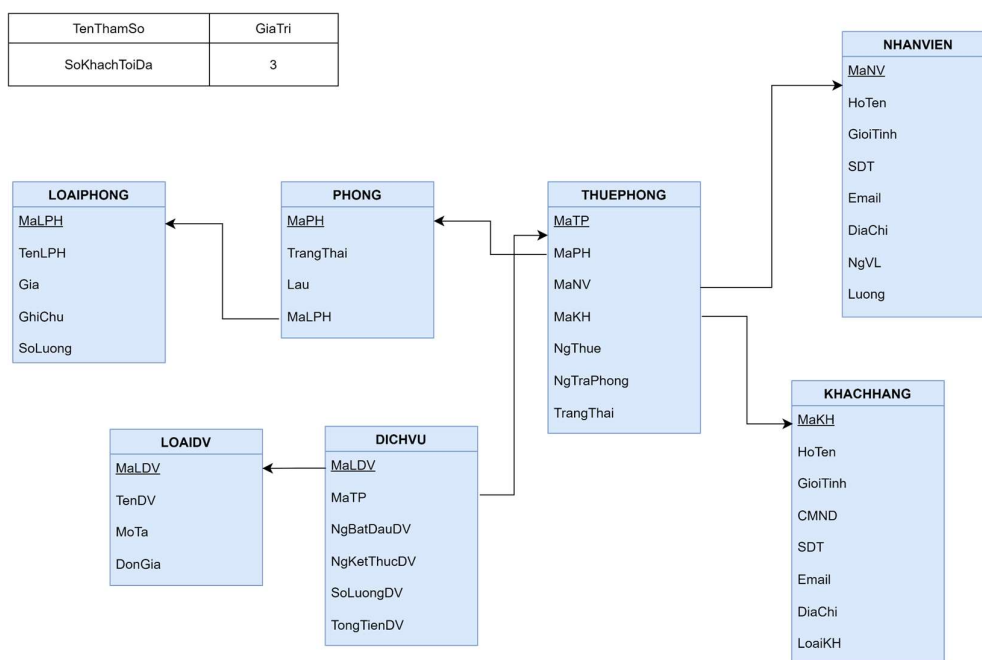 TenThamSo GiaTri
SoKhachToiDa 3
NHANVIEN
MaNV
HoTen
GioiTinh
SDT
Email
DiaChi
NgVL
Luong
LOAIPHONG
MaLPH
TenLPH
Gia
GhiChu
SoLuong
PHONG
MaPH
TrangThai
Lau
MaLPH
THUEPHONG
MaTP
MaPH
MaNV
MaKH
NgThue
NgTraPhong
TrangThai
KHACHHANG
MaKH
HoTen
GioiTinh
CMND
SDT
Email
DiaChi
LoaiKH
LOAIDV
MaLDV
TenDV
MoTa
DonGia
DICHVU
MaLDV
MaTP
NgBatDauDV
NgKetThucDV
SoLuongDV
TongTienDV